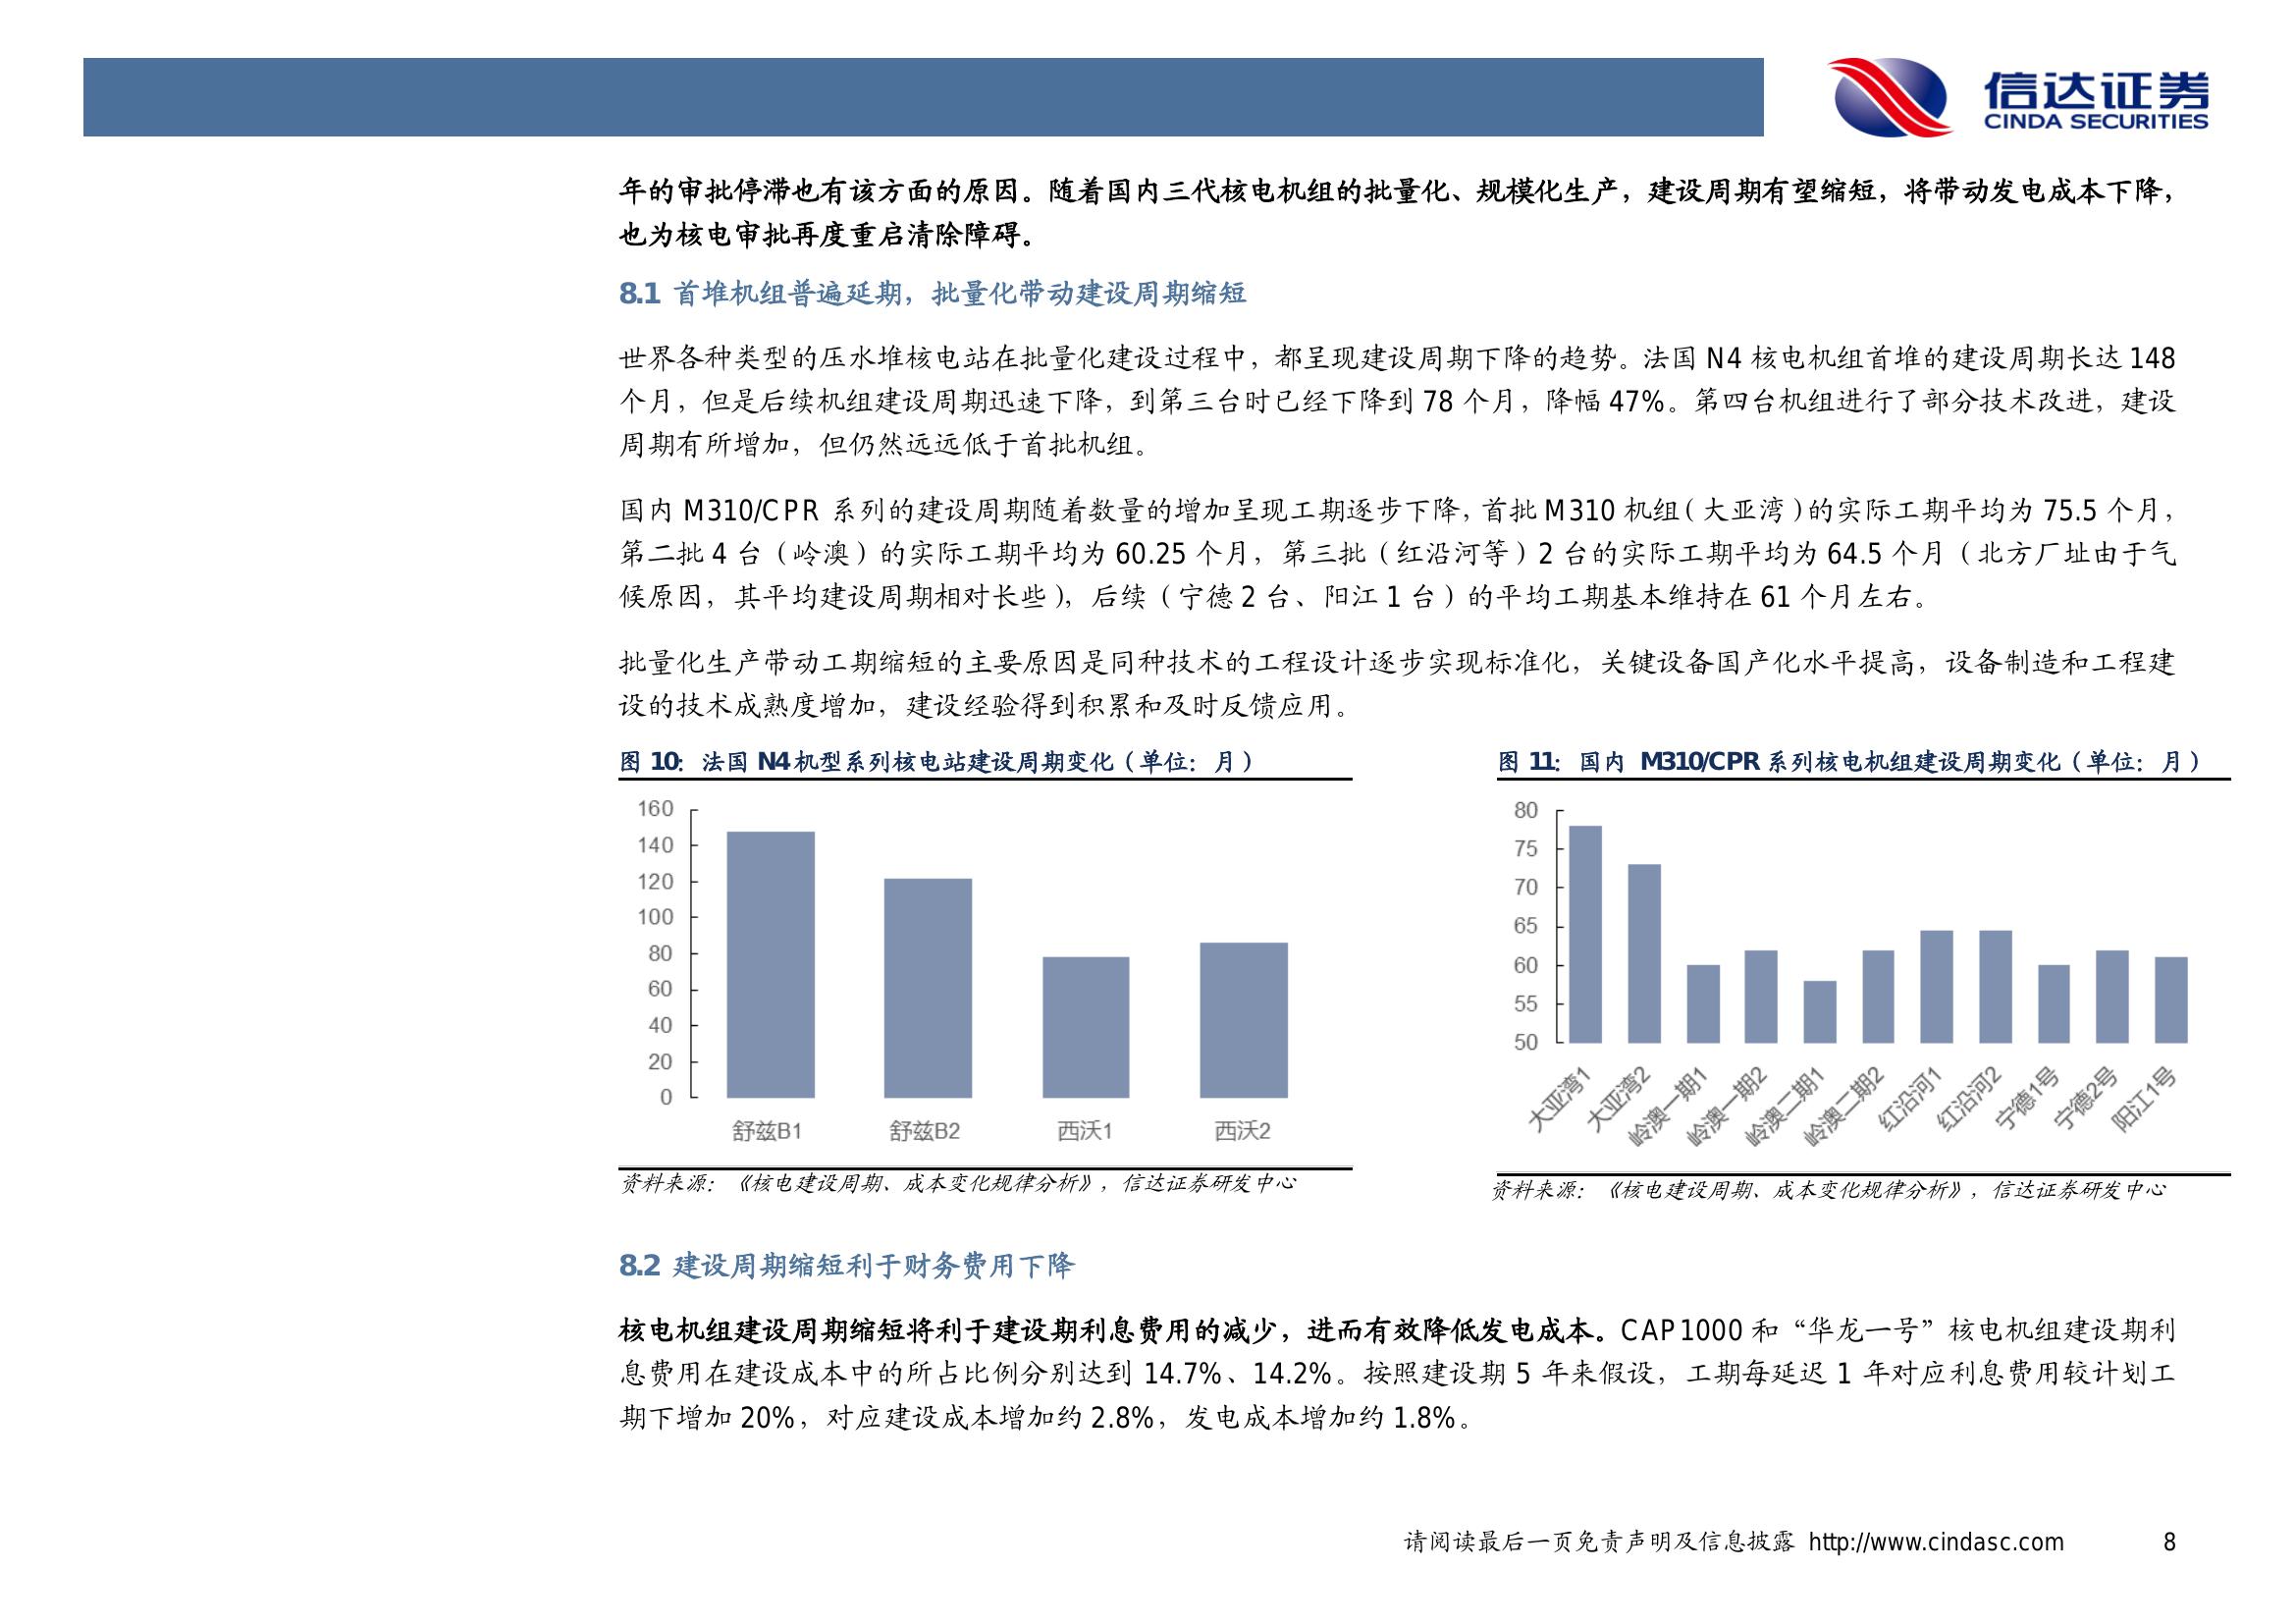 信达证券
CINDA SECURITIES
年的审批停滞也有该方面的原因。随着国内三代核电机组的批量化、规模化生产，建设周期有望缩短，将带动发电成本下降，
也为核电审批再度重启清除障碍。
8.1 首堆机组普遍延期，批量化带动建设周期缩短
世界各种类型的压水堆核电站在批量化建设过程中，都呈现建设周期下降的趋势。法国 N4 核电机组首堆的建设周期长达 148
个月，但是后续机组建设周期迅速下降，到第三台时已经下降到 78 个月，降幅 47%。第四台机组进行了部分技术改进，建设
周期有所增加，但仍然远远低于首批机组。
国内 M310/CPR 系列的建设周期随着数量的增加呈现工期逐步下降，首批 M310 机组（大亚湾）的实际工期平均为 75.5 个月，
第二批 4 台（岭澳）的实际工期平均为 60.25 个月，第三批（红沿河等）2 台的实际工期平均为 64.5 个月（北方厂址由于气
候原因，其平均建设周期相对长些），后续（宁德 2 台、阳江 1 台）的平均工期基本维持在 61 个月左右。
批量化生产带动工期缩短的主要原因是同种技术的工程设计逐步实现标准化，关键设备国产化水平提高，设备制造和工程建
设的技术成熟度增加，建设经验得到积累和及时反馈应用。
图 10：法国 N4 机型系列核电站建设周期变化（单位：月）
160
140
120
100
80
60
40
20
0
舒兹B1 舒兹B2 西沃1 西沃2
资料来源：《核电建设周期、成本变化规律分析》，信达证券研发中心
图 11：国内 M310/CPR 系列核电机组建设周期变化（单位：月）
80
75
70
65
60
55
50
大亚湾1 大亚湾2 岭澳一期1 岭澳一期2 岭澳二期1 岭澳二期2 红沿河1 红沿河2 宁德1号 宁德2号 阳江1号
资料来源：《核电建设周期、成本变化规律分析》，信达证券研发中心
8.2 建设周期缩短利于财务费用下降
核电机组建设周期缩短将利于建设期利息费用的减少，进而有效降低发电成本。CAP1000 和“华龙一号”核电机组建设期利
息费用在建设成本中的所占比例分别达到 14.7%、14.2%。按照建设期 5 年来假设，工期每延迟 1 年对应利息费用较计划工
期下增加 20%，对应建设成本增加约 2.8%，发电成本增加约 1.8%。
请阅读最后一页免责声明及信息披露 http://www.cindasc.com 8